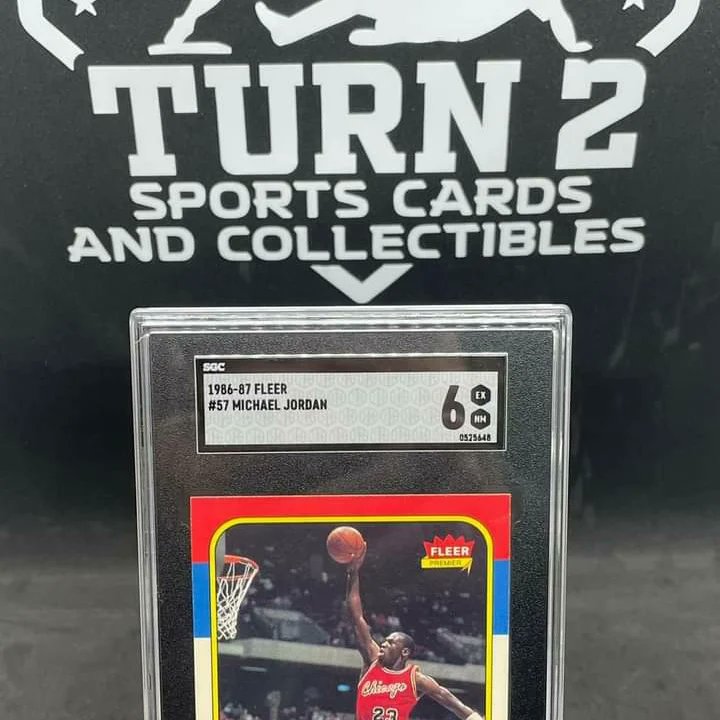 TURN 2
SPORTS CARDS
AND COLLECTIBLES
SGC
1986-87 FLEER
#57 MICHAEL JORDAN
6
EX
NM
0525648
FLEER
PREMIER
Chicago
23